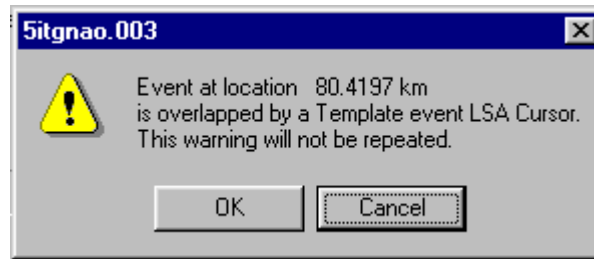 5itgnao.003
Event at location 80.4197 km
is overlapped by a Template event LSA Cursor.
This warning will not be repeated.
OK
Cancel